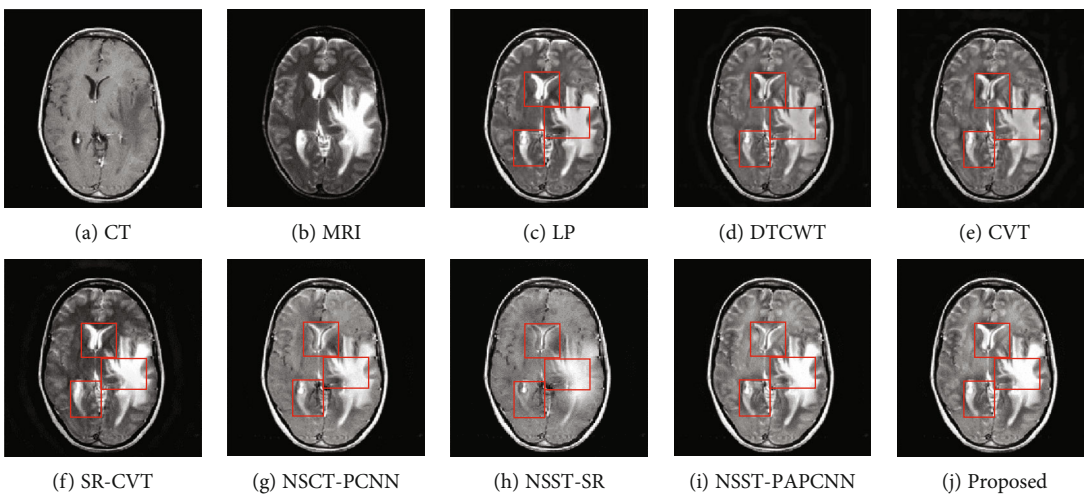 (a) CT
(b) MRI
(c) LP
(d) DTCWT
(e) CVT
(f) SR-CVT
(g) NSCT-PCNN
(h) NSST-SR
(i) NSST-PAPCNN
(j) Proposed